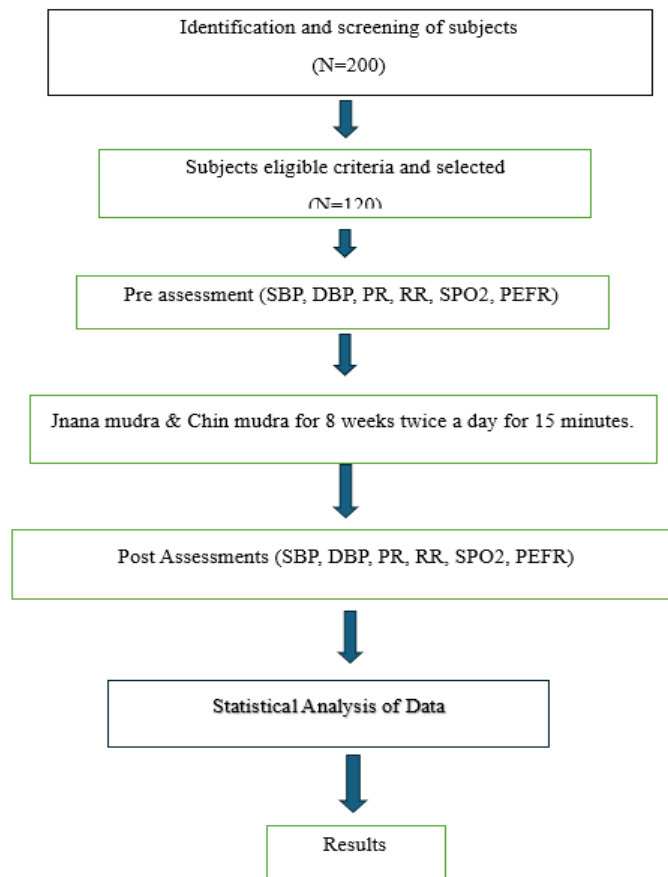 Identification and screening of subjects
(N=200)
Subjects eligible criteria and selected
(N=120)
Pre assessment (SBP, DBP, PR, RR, SPO2, PEFR)
Jnana mudra & Chin mudra for 8 weeks twice a day for 15 minutes.
Post Assessments (SBP, DBP, PR, RR, SPO2, PEFR)
Statistical Analysis of Data
Results